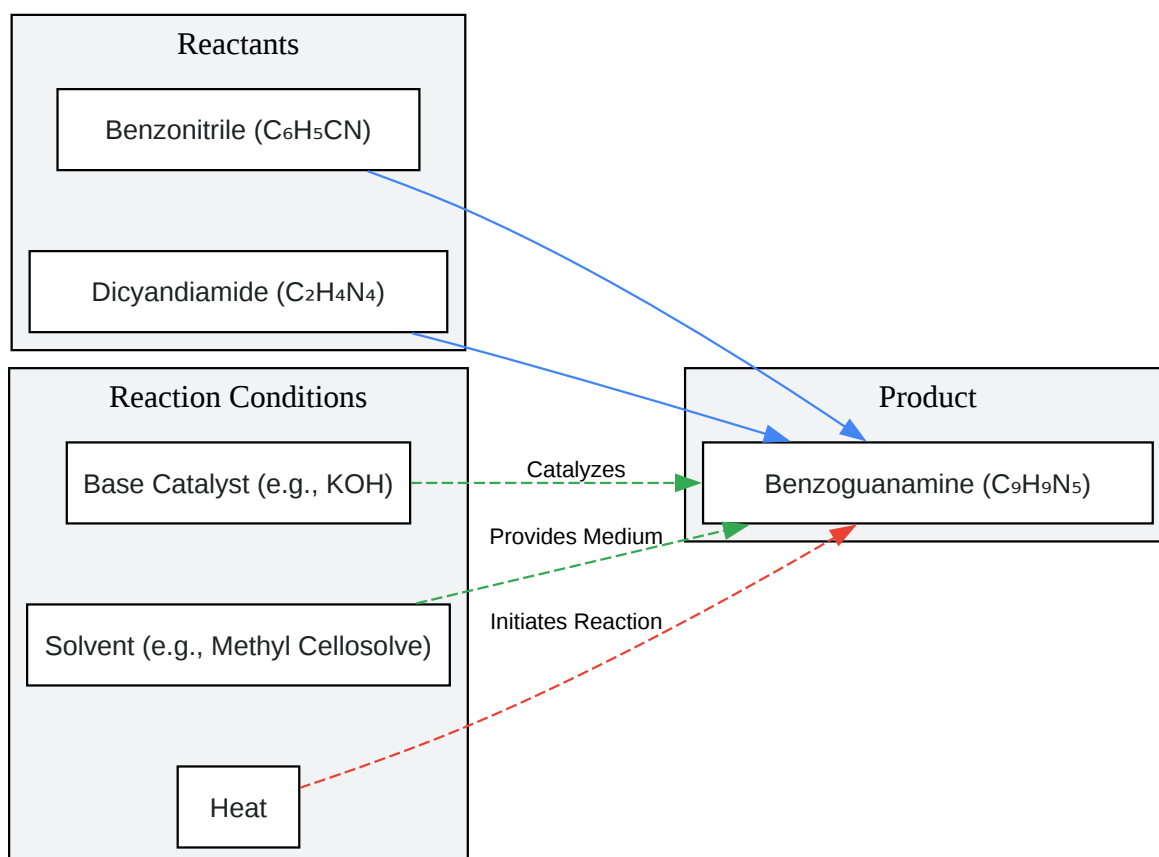 Reactants
Benzonitrile (C₆H₅CN)
Dicyandiamide (C₂H₄N₄)
Reaction Conditions
Base Catalyst (e.g., KOH)
Solvent (e.g., Methyl Cellosolve)
Heat
Catalyzes
Provides Medium
Initiates Reaction
Product
Benzoguanamine (C₉H₉N₅)